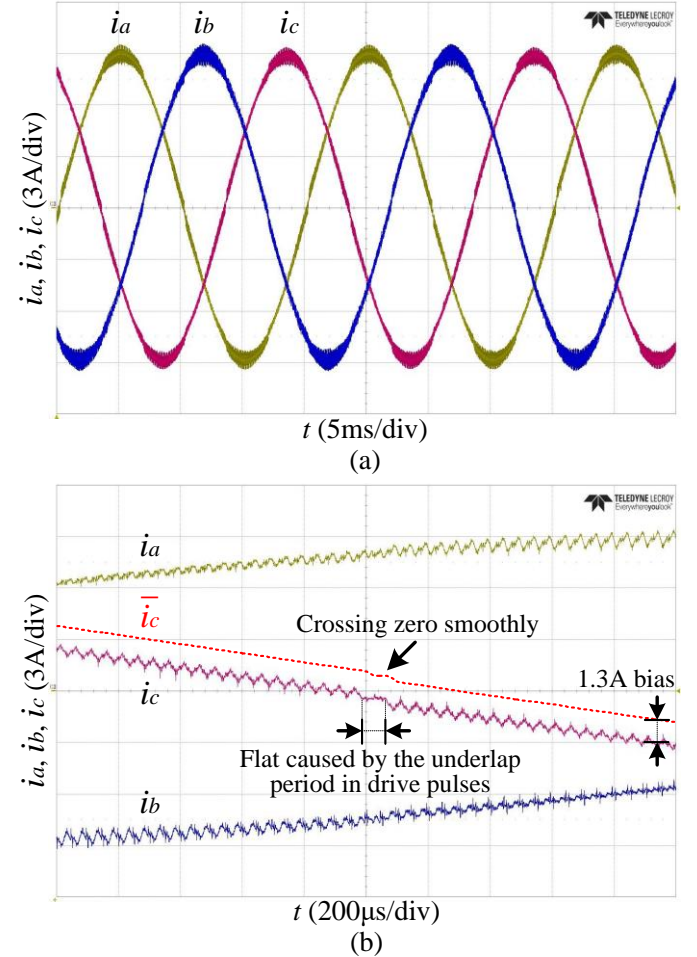 TELEDYNE LECROY
Everywhereyoulook
ia ib ic
ia, ib, ic (3A/div)
t (5ms/div)
(a)
TELEDYNE LECROY
Everywhereyoulook
ia
i̅c
Crossing zero smoothly
1.3A bias
ic
ia, ib, ic (3A/div)
Flat caused by the underlap
period in drive pulses
ib
t (200μs/div)
(b)